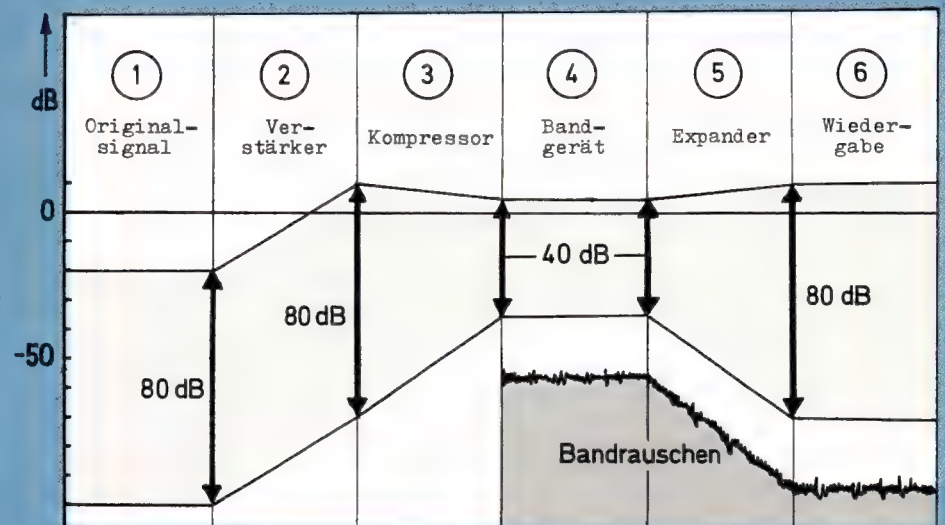 1
2
3
4
5
6
dB
Original-
signal
Ver-
stärker
Kompressor
Band-
gerät
Expander
Wieder-
gabe
0
40 dB
80 dB
80 dB
-50
80 dB
Bandrauschen